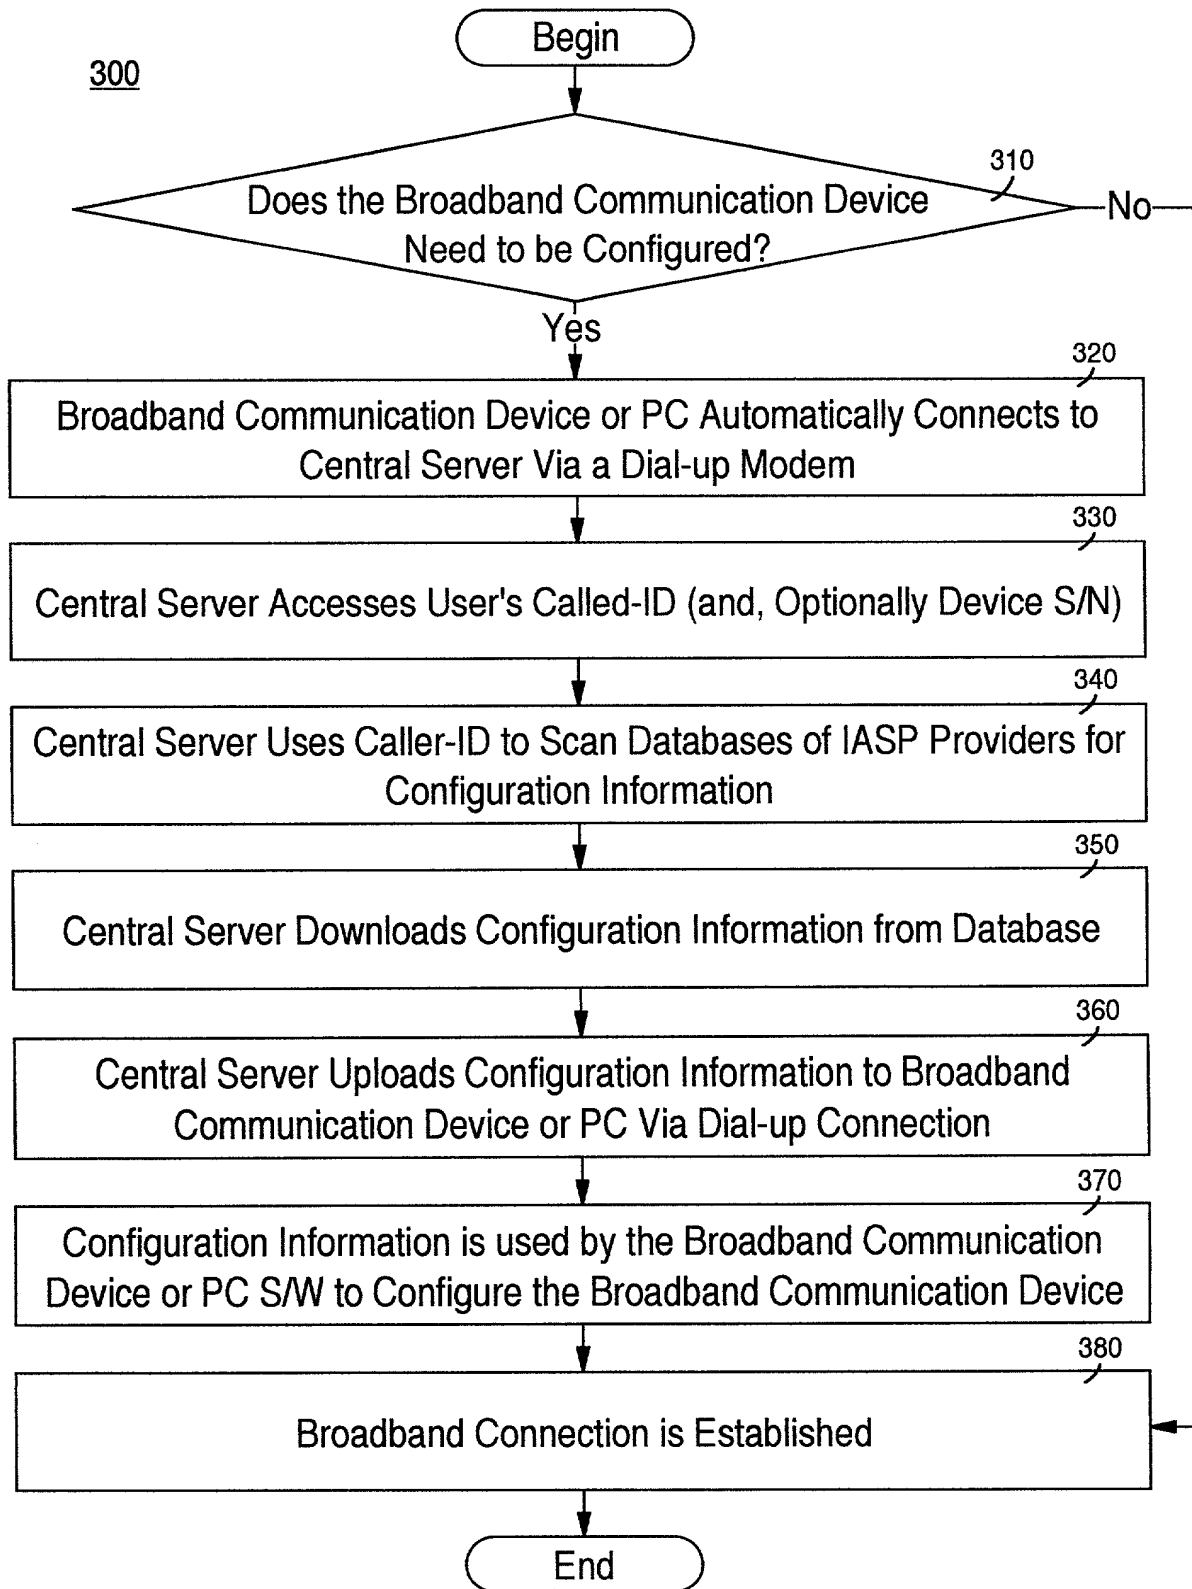 Begin
300
310
Does the Broadband Communication Device
Need to be Configured?
No
Yes
320
Broadband Communication Device or PC Automatically Connects to
Central Server Via a Dial-up Modem
330
Central Server Accesses User's Called-ID (and, Optionally Device S/N)
340
Central Server Uses Caller-ID to Scan Databases of IASP Providers for
Configuration Information
350
Central Server Downloads Configuration Information from Database
360
Central Server Uploads Configuration Information to Broadband
Communication Device or PC Via Dial-up Connection
370
Configuration Information is used by the Broadband Communication
Device or PC S/W to Configure the Broadband Communication Device
380
Broadband Connection is Established
End